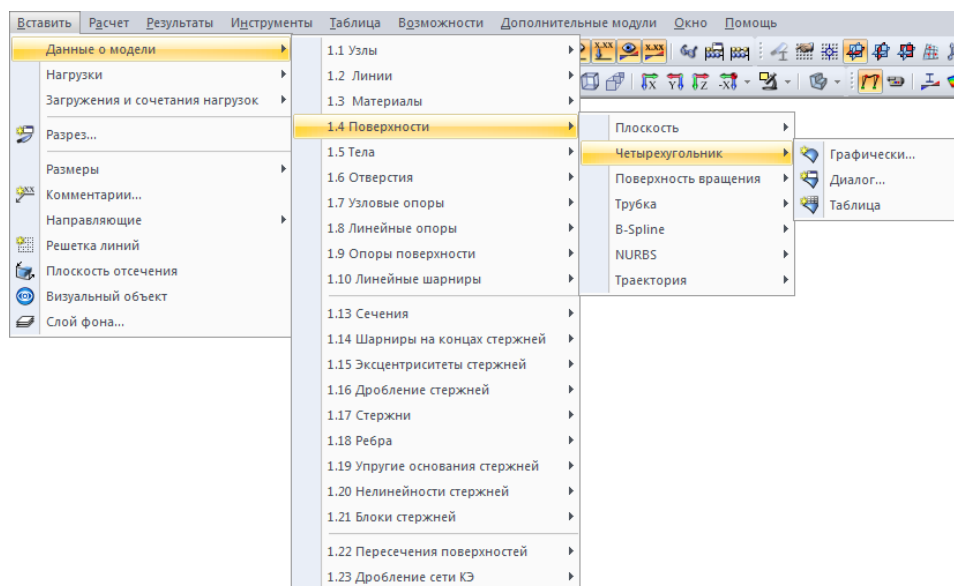 Вставить Расчет Результаты Инструменты Таблица Возможности Дополнительные модули Окно Помощь
Данные о модели
Нагрузки
Загружения и сочетания нагрузок
Разрез...
Размеры
Комментарии...
Направляющие
Решетка линий
Плоскость отсечения
Визуальный объект
Слой фона...
1.1 Узлы
1.2 Линии
1.3 Материалы
1.4 Поверхности
1.5 Тела
1.6 Отверстия
1.7 Узловые опоры
1.8 Линейные опоры
1.9 Опоры поверхности
1.10 Линейные шарниры
1.13 Сечения
1.14 Шарниры на концах стержней
1.15 Эксцентриситеты стержней
1.16 Дробление стержней
1.17 Стержни
1.18 Ребра
1.19 Упругие основания стержней
1.20 Нелинейности стержней
1.21 Блоки стержней
1.22 Пересечения поверхностей
1.23 Дробление сети КЭ
Плоскость
Четырехугольник
Поверхность вращения
Трубка
B-Spline
NURBS
Траектория
Графически...
Диалог...
Таблица